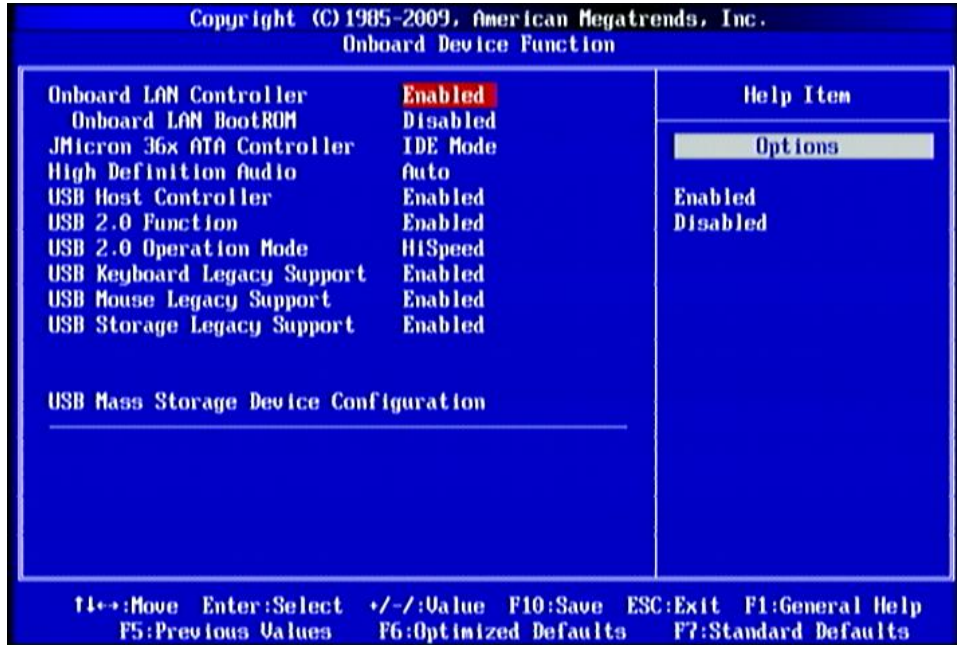 Copyright (C)1985-2009, American Megatrends, Inc.
Onboard Device Function
Onboard LAN Controller Enabled
Onboard LAN BootROM Disabled
JMicron 36x ATA Controller IDE Mode
High Definition Audio Auto
USB Host Controller Enabled
USB 2.0 Function Enabled
USB 2.0 Operation Mode HiSpeed
USB Keyboard Legacy Support Enabled
USB Mouse Legacy Support Enabled
USB Storage Legacy Support Enabled
USB Mass Storage Device Configuration
Help Item
Options
Enabled
Disabled
↑↓←→:Move Enter:Select +/-/:Value F10:Save ESC:Exit F1:General Help
F5:Previous Values F6:Optimized Defaults F7:Standard Defaults